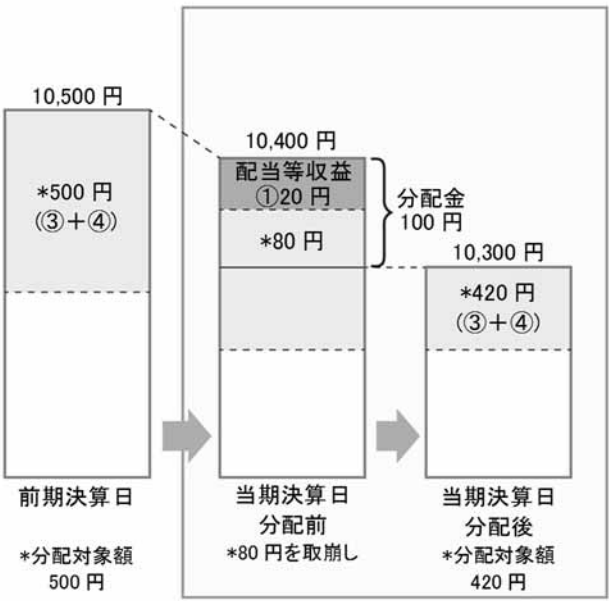 10,500 円
*500 円
(③+④)
前期決算日
*分配対象額
500 円
10,400 円
配当等収益
①20 円
*80 円
分配金
100 円
当期決算日
分配前
*80 円を取崩し
10,300 円
*420 円
(③+④)
当期決算日
分配後
*分配対象額
420 円